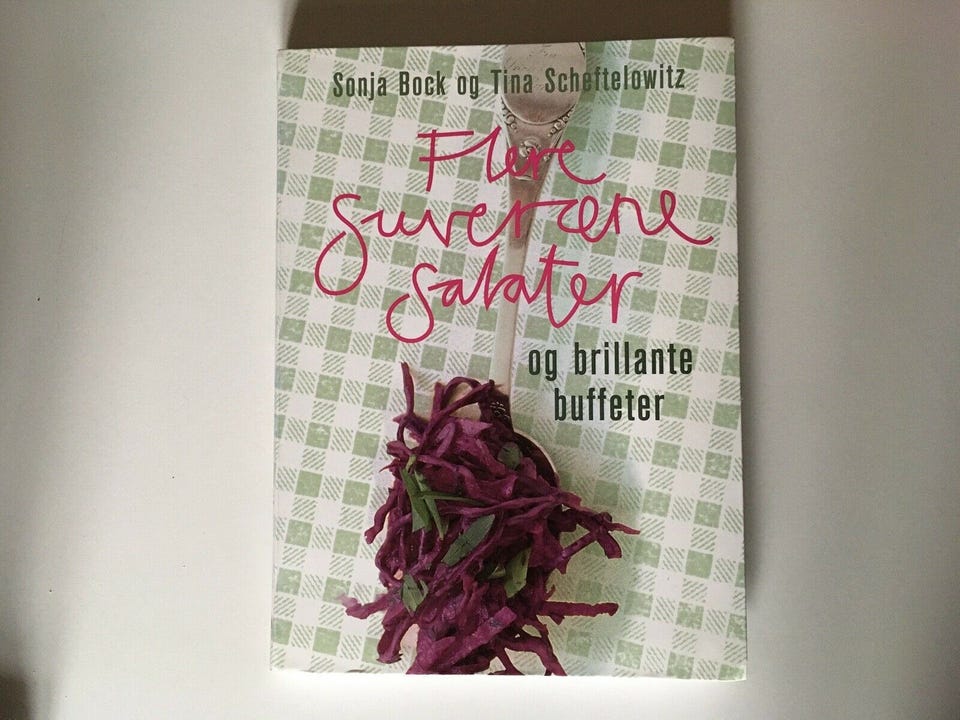 Sonja Bock og Tina Scheftelowitz
Flere
suveræne
salater
og brillante
buffeter